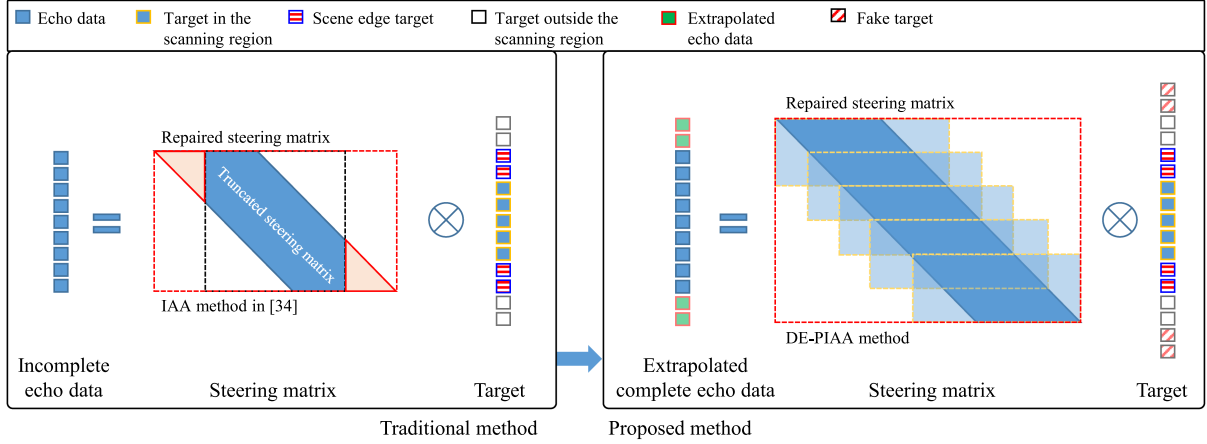 Echo data
Target in the
scanning region
Scene edge target
Target outside the
scanning region
Extrapolated
echo data
Fake target
Repaired steering matrix
Truncated steering matrix
IAA method in [34]
Incomplete
echo data
Steering matrix
Target
Traditional method
Repaired steering matrix
DE-PIAA method
Extrapolated
complete echo data
Steering matrix
Target
Proposed method